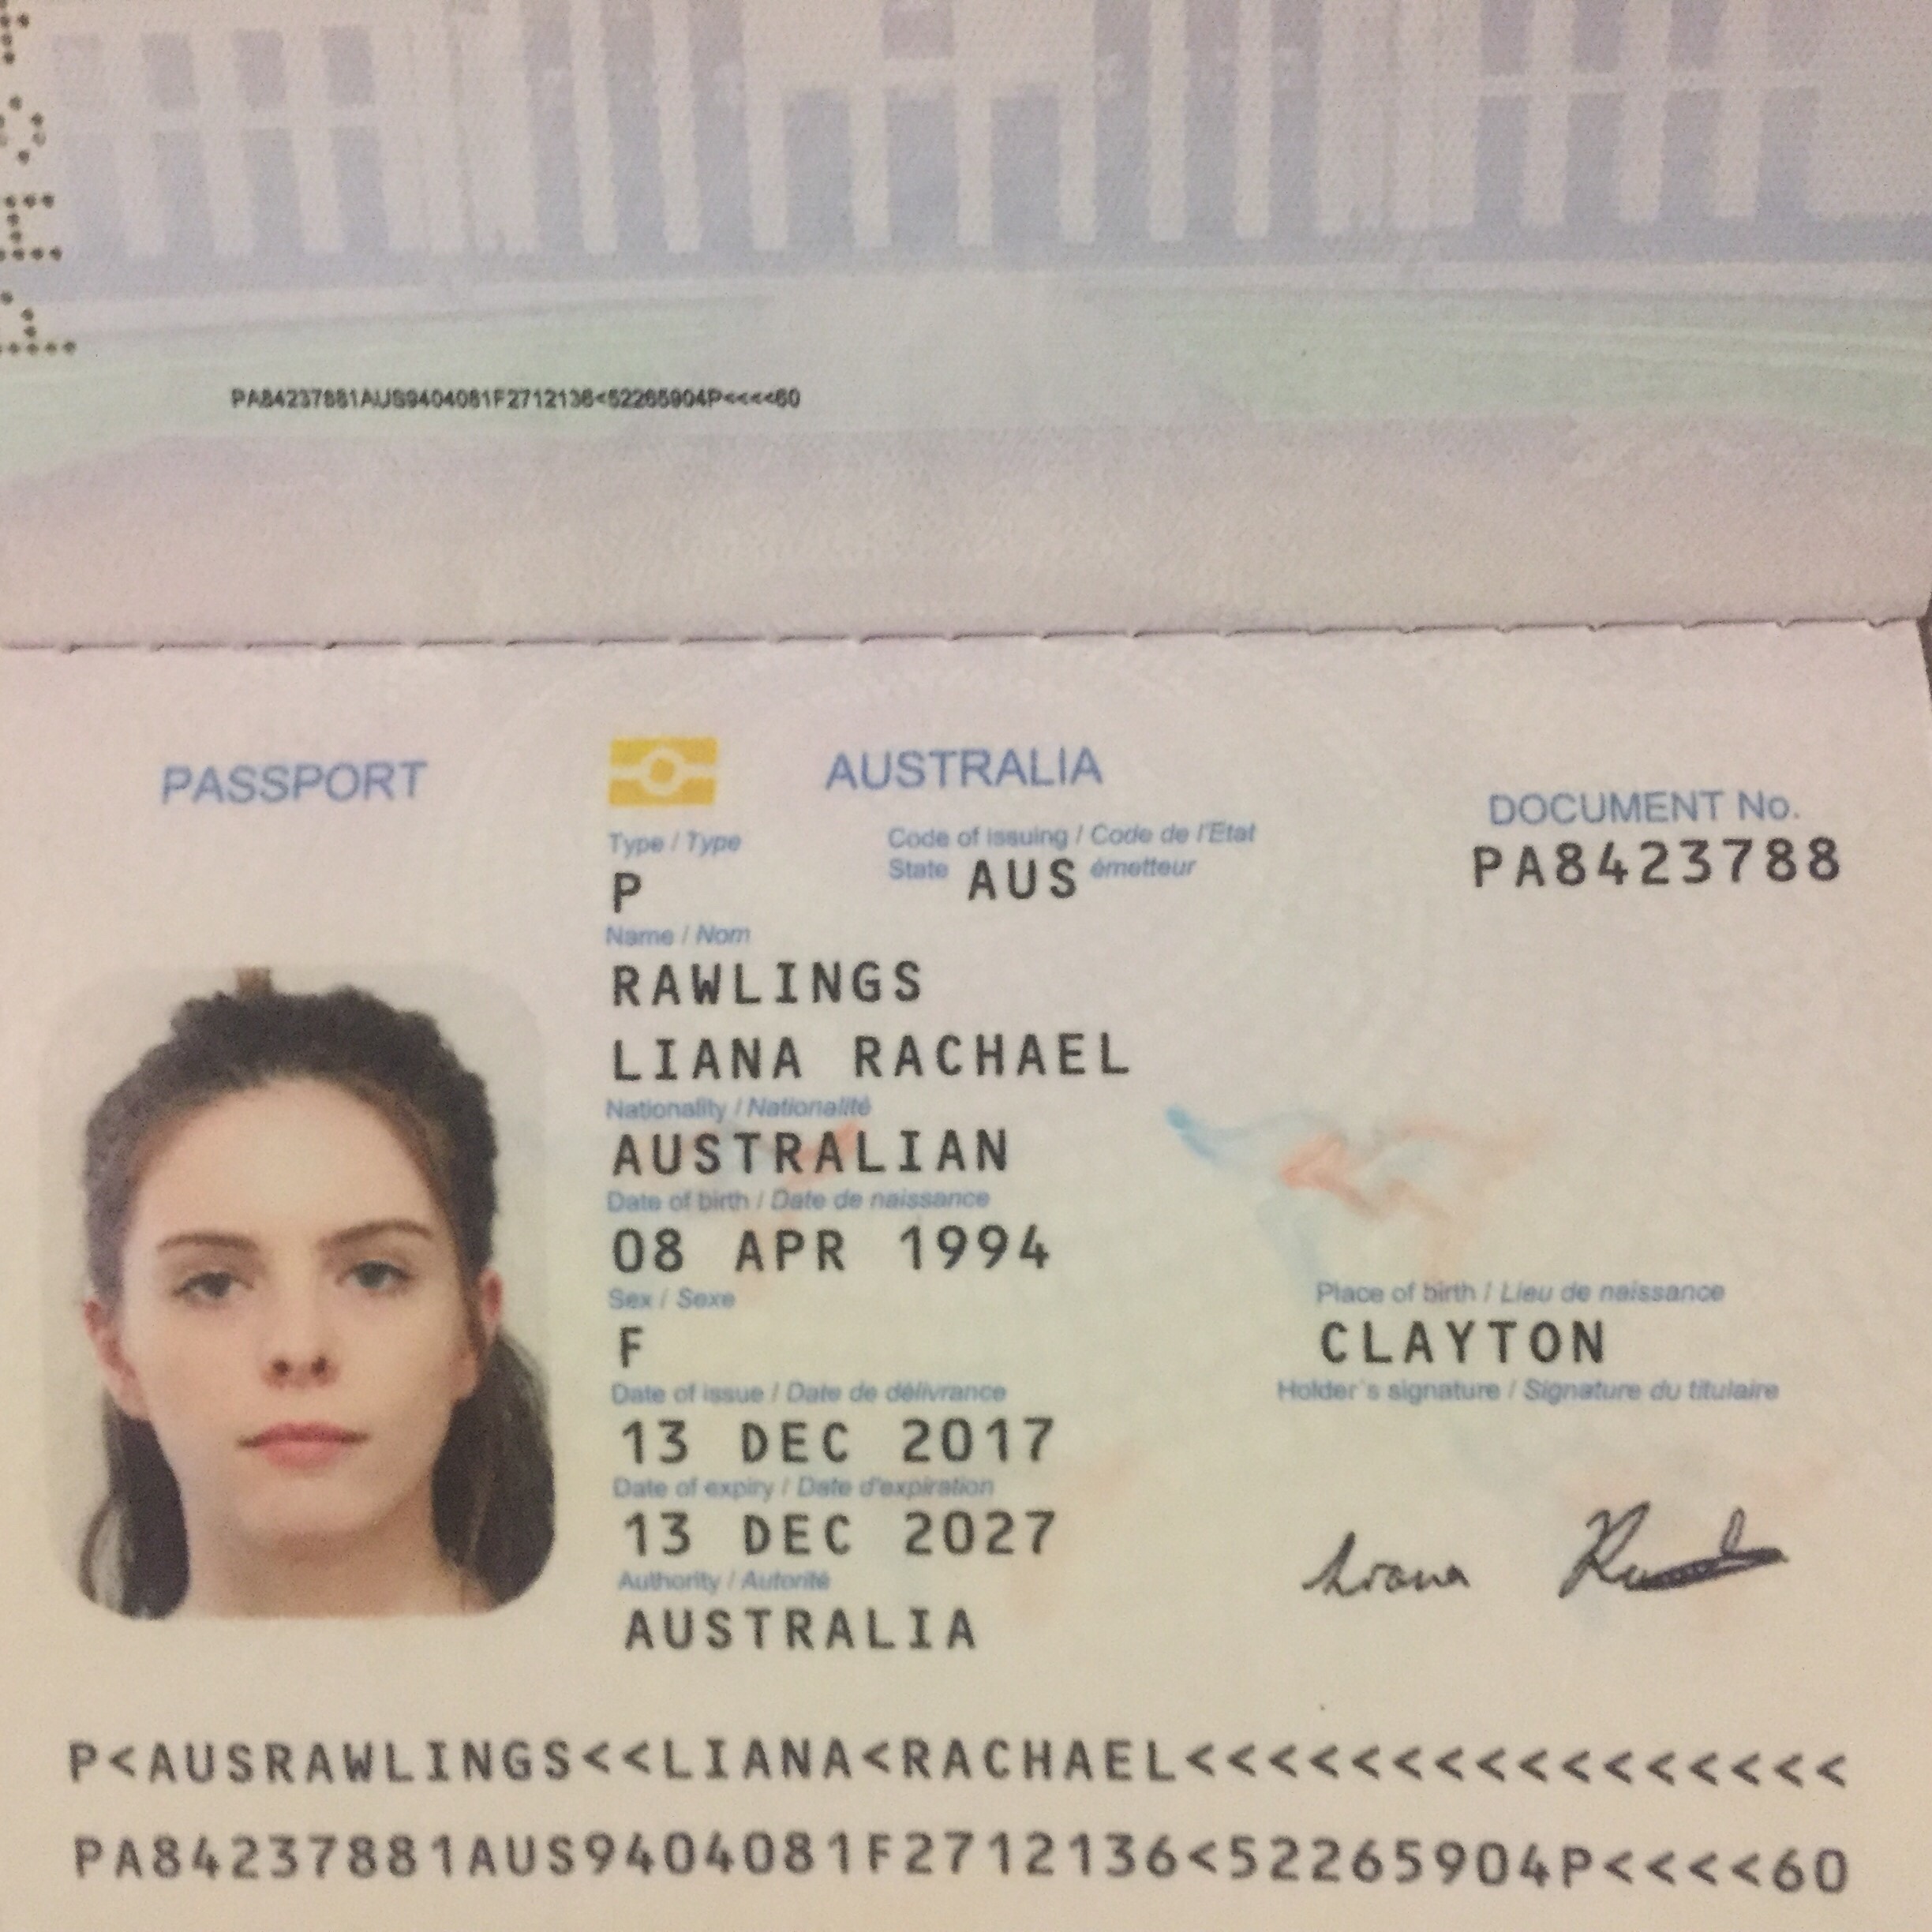 PA84237881AUS9404081F2712136<52265904P<<<<60
PASSPORT
AUSTRALIA
DOCUMENT No.
PA8423788
Type / Type
P
Code of issuing / Code de l'Etat
State AUS émetteur
Name / Nom
RAWLINGS
LIANA RACHAEL
Nationality / Nationalité
AUSTRALIAN
Date of birth / Date de naissance
08 APR 1994
Sex / Sexe
F
Place of birth / Lieu de naissance
CLAYTON
Date of issue / Date de délivrance
13 DEC 2017
Holder's signature / Signature du titulaire
Date of expiry / Date d'expiration
13 DEC 2027
Liana
Authority / Autorité
AUSTRALIA
P<AUSRAWLINGS<<LIANA<RACHAEL<<<<<<<<<<<<<<<<
PA84237881AUS9404081F2712136<52265904P<<<<60